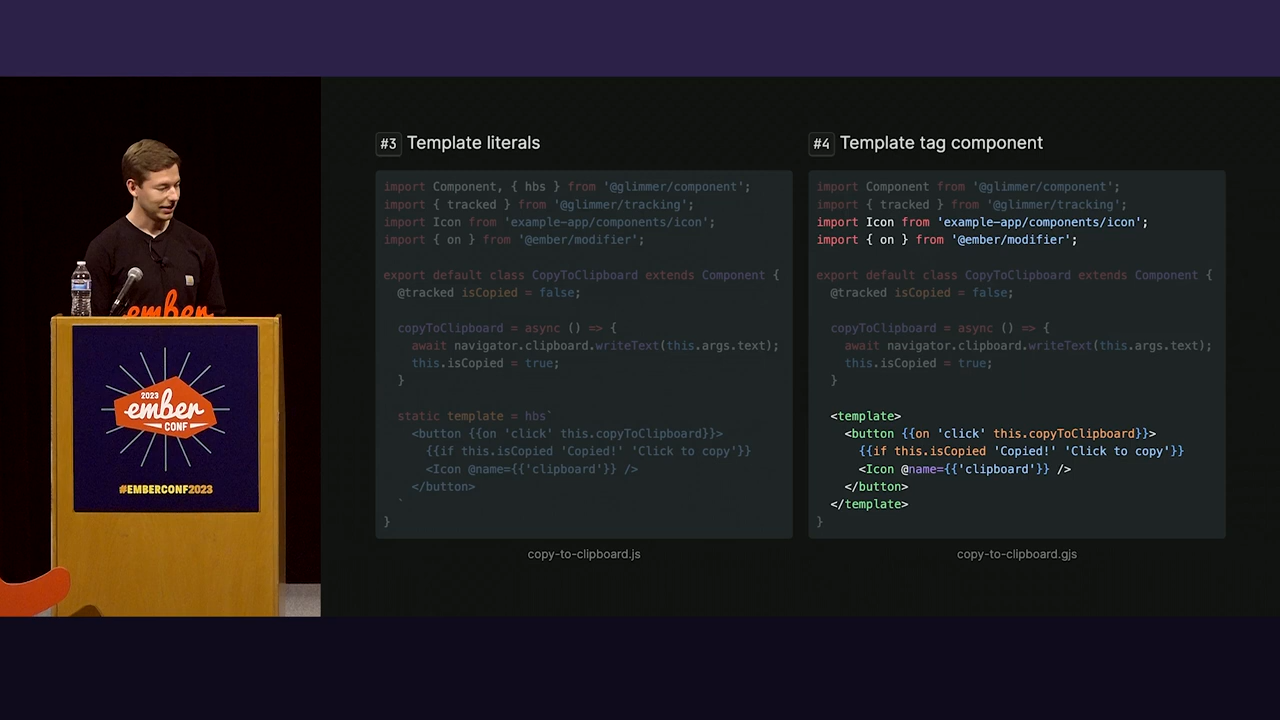 ember
2023
ember
CONF
#EMBERCONF2023
#3 Template literals
import Component, { hbs } from '@glimmer/component';
import { tracked } from '@glimmer/tracking';
import Icon from 'example-app/components/icon';
import { on } from '@ember/modifier';
export default class CopyToClipboard extends Component {
@tracked isCopied = false;
copyToClipboard = async () => {
await navigator.clipboard.writeText(this.args.text);
this.isCopied = true;
}
static template = hbs`
<button {{on 'click' this.copyToClipboard}}>
{{if this.isCopied 'Copied!' 'Click to copy'}}
<Icon @name={{'clipboard'}} />
</button>
`
}
copy-to-clipboard.js
#4 Template tag component
import Component from '@glimmer/component';
import { tracked } from '@glimmer/tracking';
import Icon from 'example-app/components/icon';
import { on } from '@ember/modifier';
export default class CopyToClipboard extends Component {
@tracked isCopied = false;
copyToClipboard = async () => {
await navigator.clipboard.writeText(this.args.text);
this.isCopied = true;
}
<template>
<button {{on 'click' this.copyToClipboard}}>
{{if this.isCopied 'Copied!' 'Click to copy'}}
<Icon @name={{'clipboard'}} />
</button>
</template>
}
copy-to-clipboard.gjs